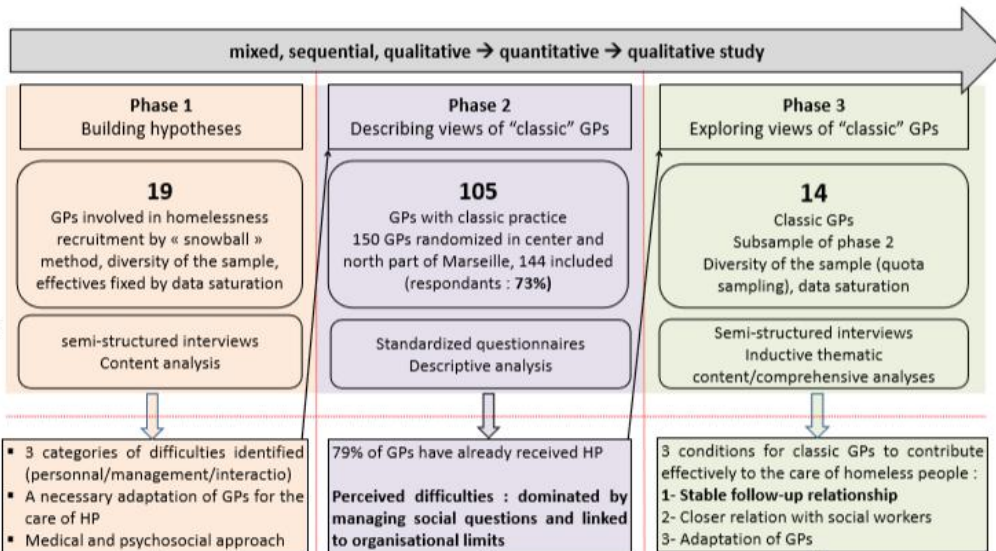 mixed, sequential, qualitative → quantitative → qualitative study
Phase 1
Building hypotheses
19
GPs involved in homelessness
recruitment by « snowball »
method, diversity of the sample,
effectives fixed by data saturation
semi-structured interviews
Content analysis
▪ 3 categories of difficulties identified
(personnal/management/interactio)
▪ A necessary adaptation of GPs for the
care of HP
▪ Medical and psychosocial approach
Phase 2
Describing views of “classic” GPs
105
GPs with classic practice
150 GPs randomized in center and
north part of Marseille, 144 included
(respondants : 73%)
Standardized questionnaires
Descriptive analysis
79% of GPs have already received HP
Perceived difficulties : dominated by
managing social questions and linked
to organisational limits
Phase 3
Exploring views of “classic” GPs
14
Classic GPs
Subsample of phase 2
Diversity of the sample (quota
sampling), data saturation
Semi-structured interviews
Inductive thematic
content/comprehensive analyses
3 conditions for classic GPs to contribute
effectively to the care of homeless people :
1- Stable follow-up relationship
2- Closer relation with social workers
3- Adaptation of GPs